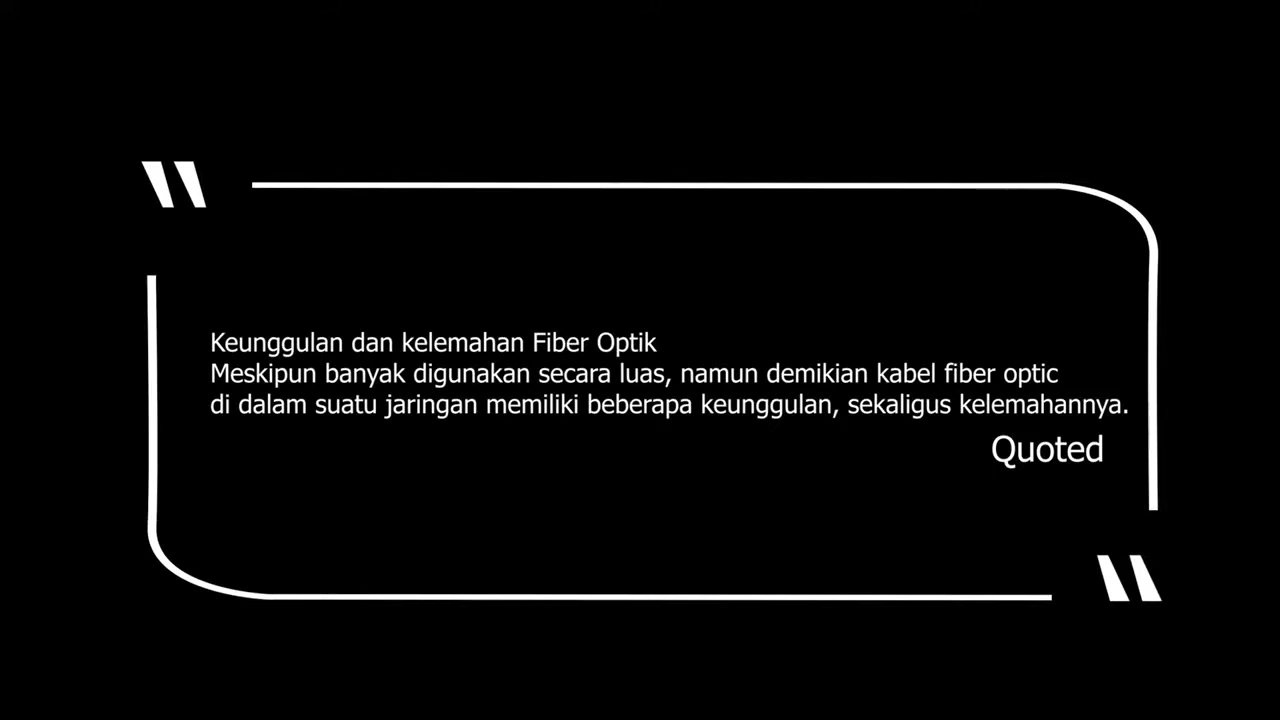 Keunggulan dan kelemahan Fiber Optik
Meskipun banyak digunakan secara luas, namun demikian kabel fiber optic
di dalam suatu jaringan memiliki beberapa keunggulan, sekaligus kelemahannya.
Quoted